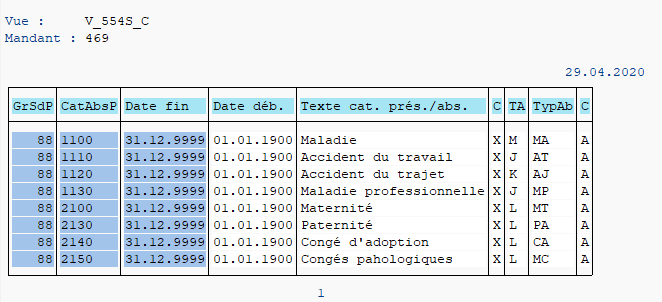 Vue : V_554S_C
Mandant : 469
29.04.2020
GrSdP CatAbsP Date fin Date déb. Texte cat. prés./abs. C TA TypAb C
88 1100 31.12.9999 01.01.1900 Maladie X M MA A
88 1110 31.12.9999 01.01.1900 Accident du travail X J AT A
88 1120 31.12.9999 01.01.1900 Accident du trajet X K AJ A
88 1130 31.12.9999 01.01.1900 Maladie professionnelle X J MP A
88 2100 31.12.9999 01.01.1900 Maternité X L MT A
88 2130 31.12.9999 01.01.1900 Paternité X L PA A
88 2140 31.12.9999 01.01.1900 Congé d'adoption X L CA A
88 2150 31.12.9999 01.01.1900 Congés pahologiques X L MC A
1